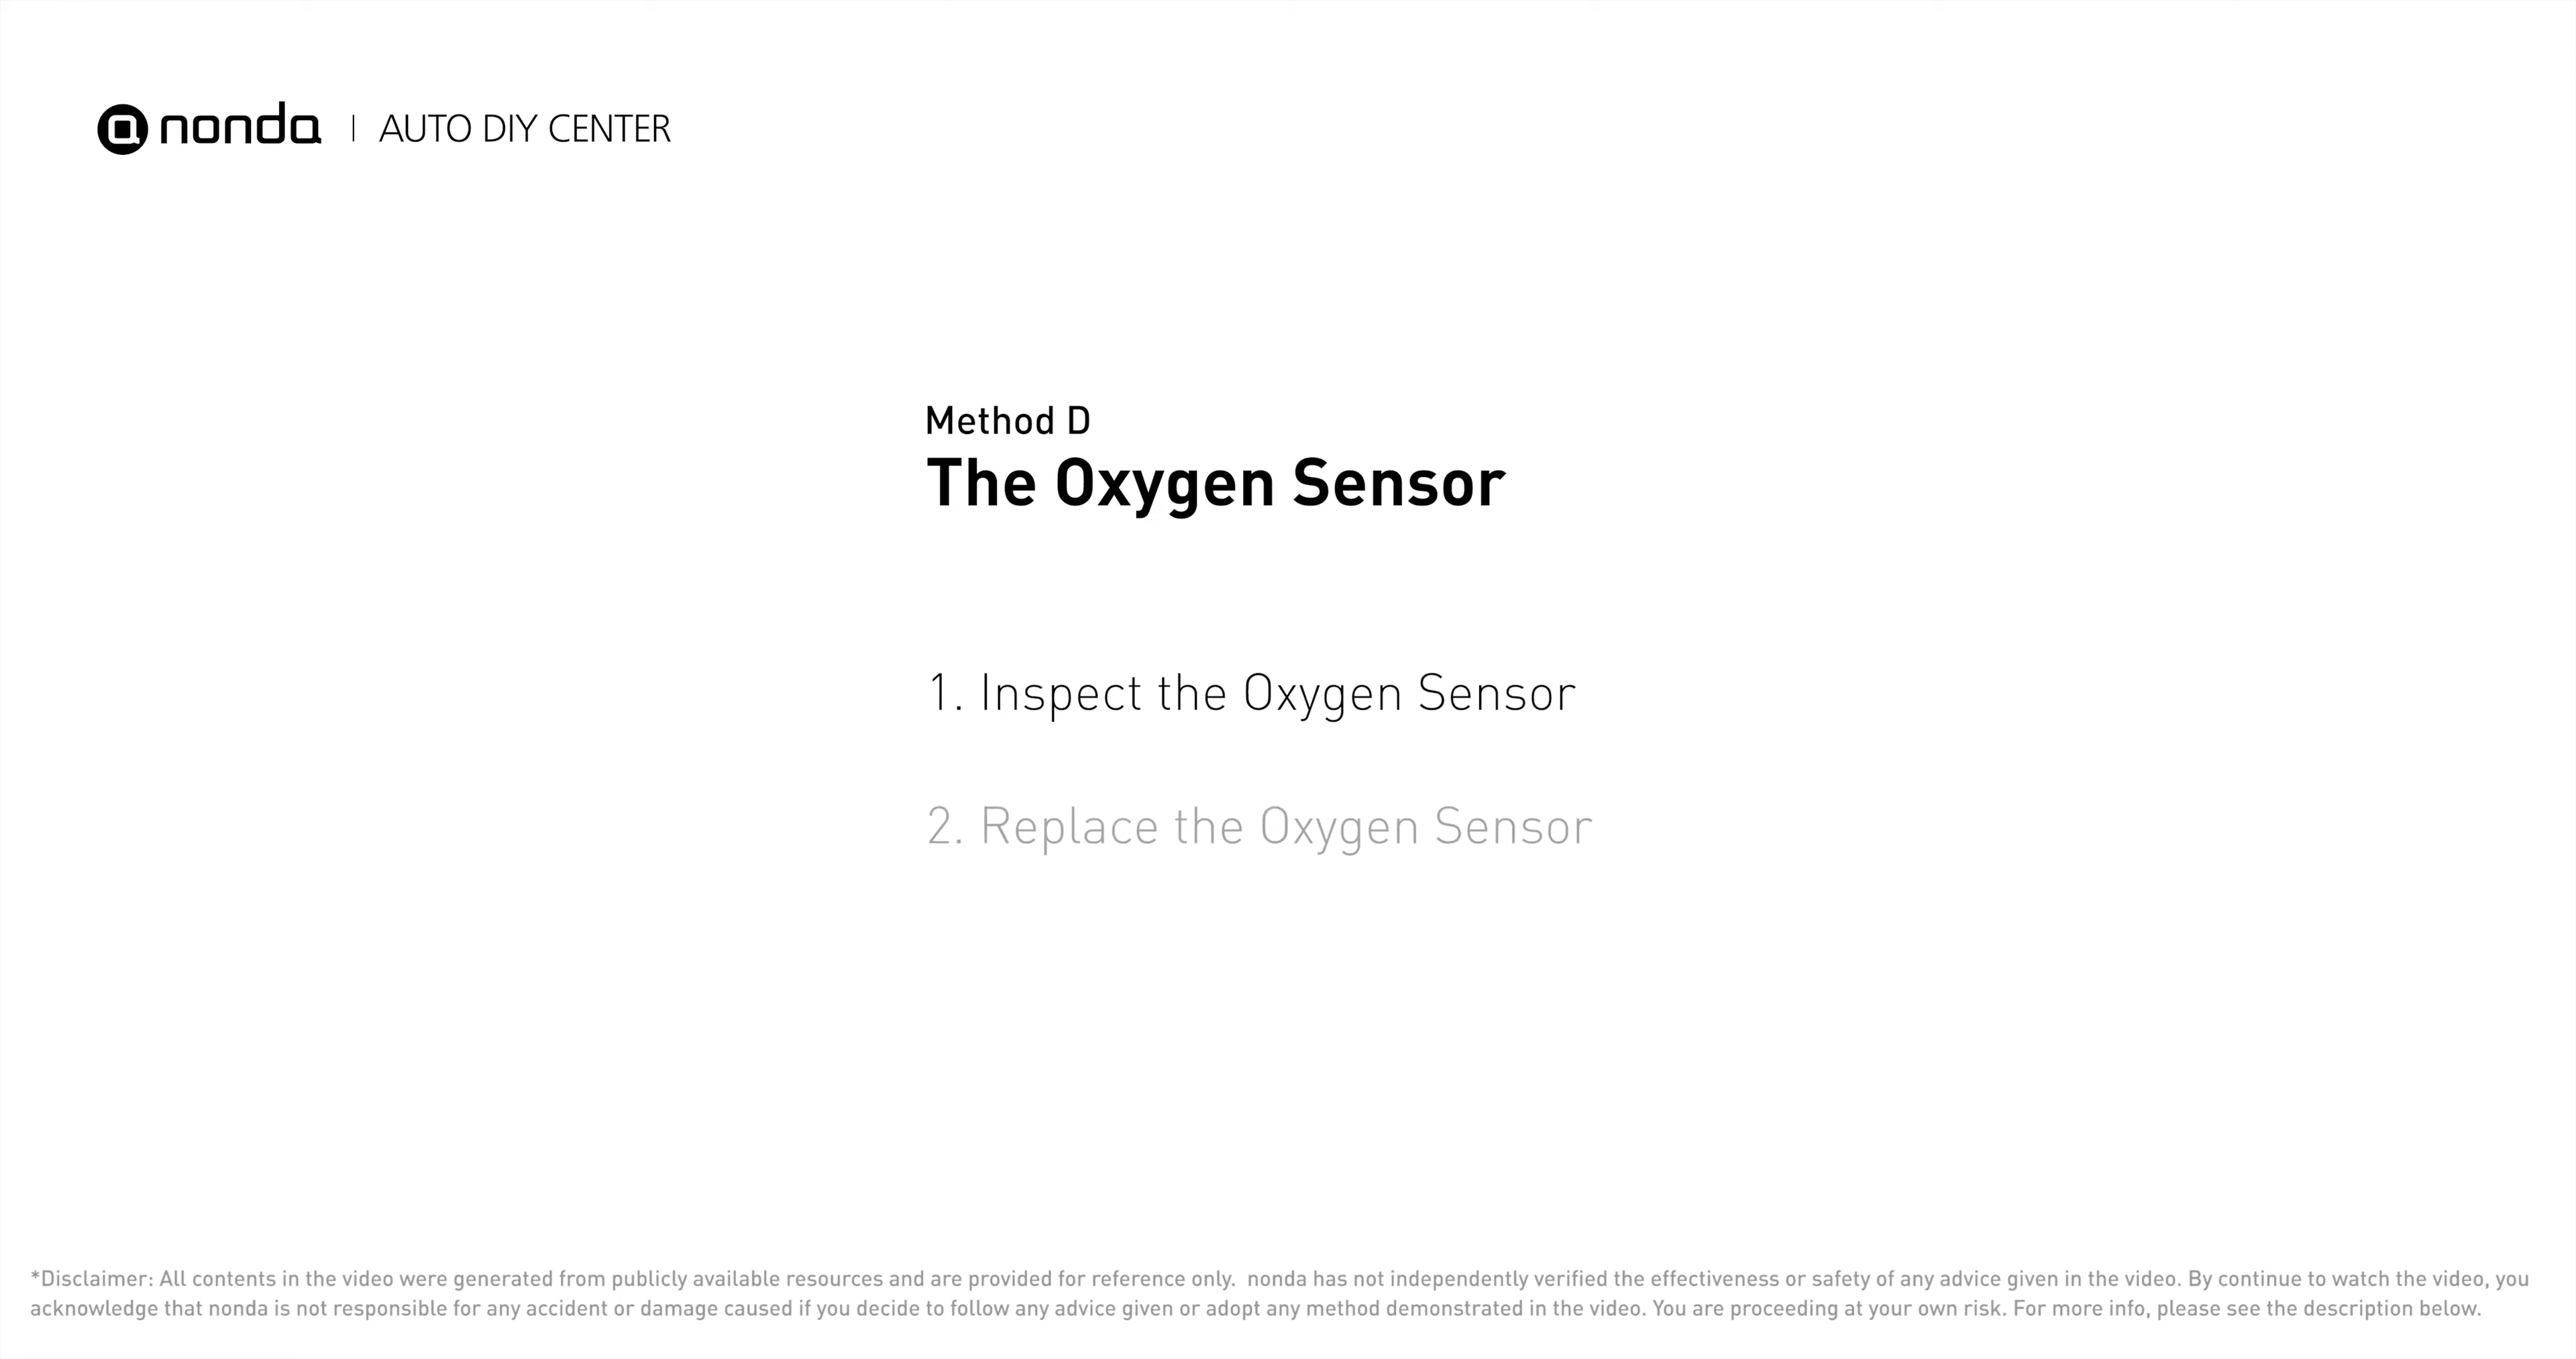 nonda | AUTO DIY CENTER
Method D
The Oxygen Sensor
1. Inspect the Oxygen Sensor
2. Replace the Oxygen Sensor
*Disclaimer: All contents in the video were generated from publicly available resources and are provided for reference only.  nonda has not independently verified the effectiveness or safety of any advice given in the video. By continue to watch the video, you
acknowledge that nonda is not responsible for any accident or damage caused if you decide to follow any advice given or adopt any method demonstrated in the video. You are proceeding at your own risk. For more info, please see the description below.